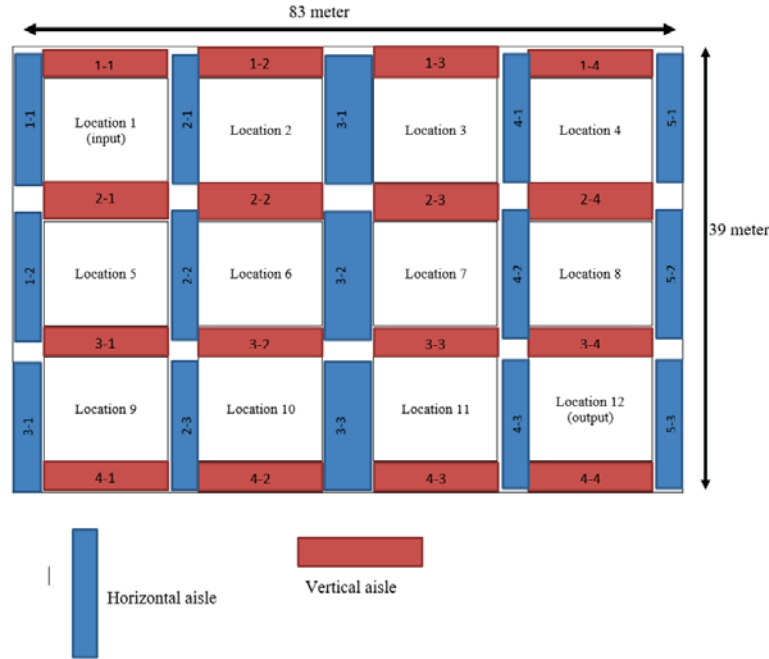 83 meter
1-1
1-2
1-3
1-4
1-1
Location 1
(input)
2-1
Location 2
3-1
Location 3
4-1
Location 4
5-1
2-1
2-2
2-3
2-4
39 meter
1-2
Location 5
2-2
Location 6
3-2
Location 7
4-2
Location 8
5-2
3-1
3-2
3-3
3-4
3-1
Location 9
2-3
Location 10
3-3
Location 11
4-3
Location 12
(output)
5-3
4-1
4-2
4-3
4-4
Horizontal aisle
Vertical aisle